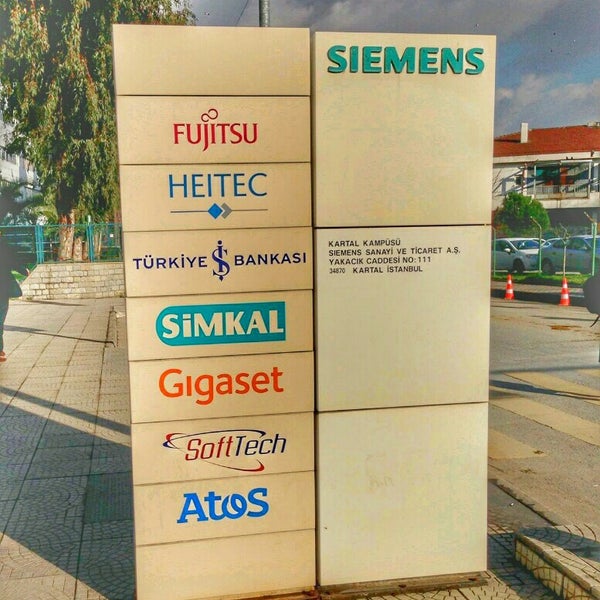 FUJITSU
HEITEC
TÜRKİYE İŞ BANKASI
SİMKAL
Gigaset
SoftTech
Atos
SIEMENS
KARTAL KAMPÜSÜ
SIEMENS SANAYİ VE TİCARET A.Ş.
YAKACIK CADDESİ NO: 111
34870 KARTAL İSTANBUL